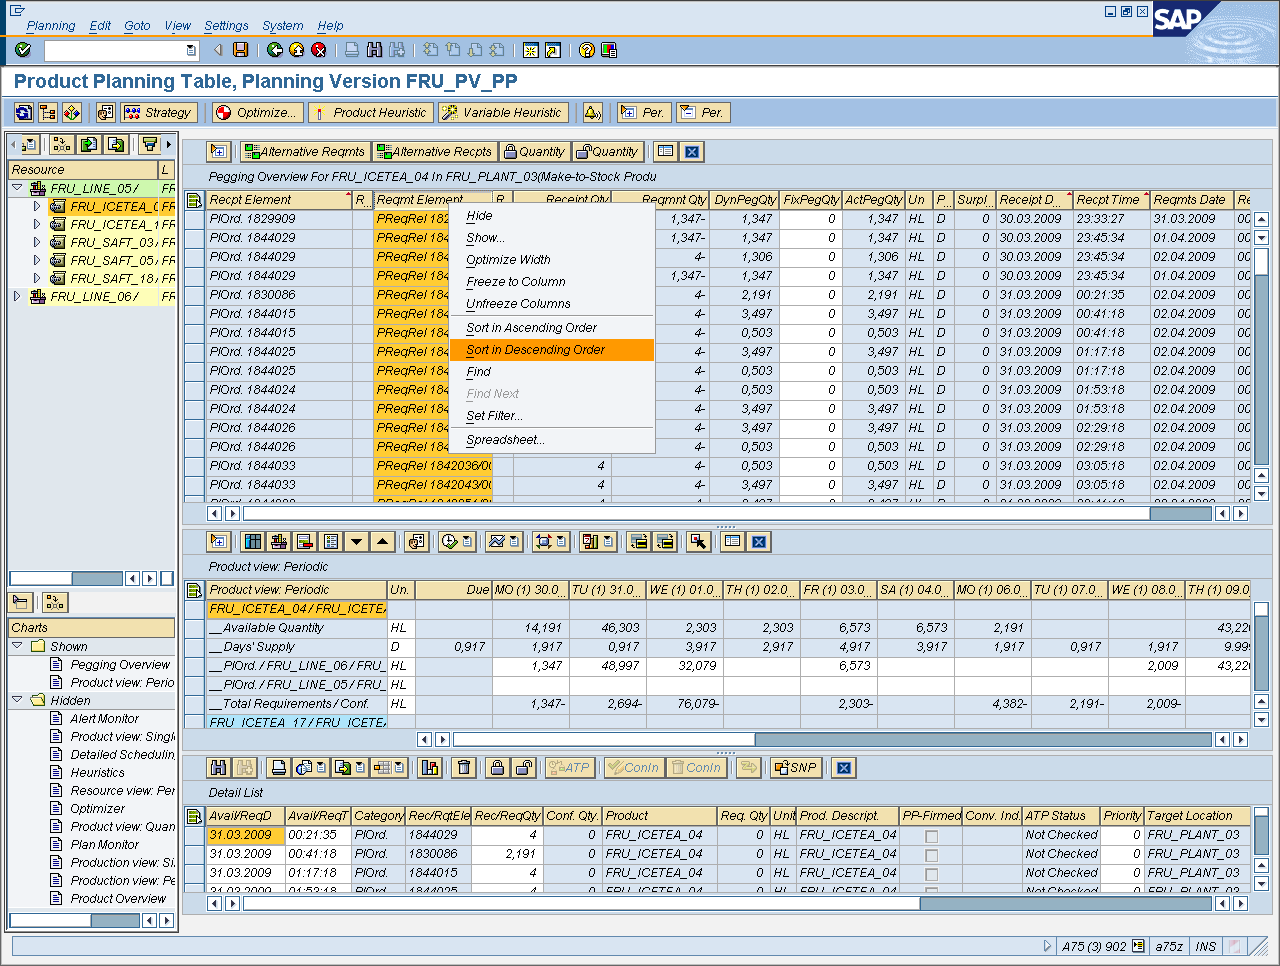 Planning Edit Goto View Settings System Help
SAP
Product Planning Table, Planning Version FRU_PV_PP
Strategy Optimize... Product Heuristic Variable Heuristic Per. Per.
Resource L
FRU_LINE_05/ FR
FRU_ICETEA_0 FR
FRU_ICETEA_1 FR
FRU_SAFT_03/ FR
FRU_SAFT_05/ FR
FRU_SAFT_18/ FR
FRU_LINE_06/ FR
Charts
Shown
Pegging Overview
Product view: Perio
Hidden
Alert Monitor
Product view: Singl
Detailed Scheduling
Heuristics
Resource view: Per
Optimizer
Product view: Quan
Plan Monitor
Production view: Si
Production view: Pe
Product Overview
Alternative Reqmts Alternative Recpts Quantity Quantity
Pegging Overview For FRU_ICETEA_04 In FRU_PLANT_03(Make-to-Stock Produ
Recpt Element R... Reqmt Element R... Receipt Qty Reqmnt Qty DynPegQty FixPegQty ActPegQty Un P... Surpl... Receipt D... Recpt Time Reqmts Date Re
PlOrd. 1829909 PReqRel 182 1,347- 1,347 0 1,347 HL D 0 30.03.2009 23:33:27 31.03.2009 00
PlOrd. 1844029 PReqRel 184 1,347- 1,347 0 1,347 HL D 0 30.03.2009 23:45:34 01.04.2009 00
PlOrd. 1844029 PReqRel 184 4- 1,306 0 1,306 HL D 0 30.03.2009 23:45:34 02.04.2009 00
PlOrd. 1844029 PReqRel 184 1,347- 1,347 0 1,347 HL D 0 30.03.2009 23:45:34 01.04.2009 00
PlOrd. 1830086 PReqRel 184 4- 2,191 0 2,191 HL D 0 31.03.2009 00:21:35 02.04.2009 00
PlOrd. 1844015 PReqRel 184 4- 3,497 0 3,497 HL D 0 31.03.2009 00:41:18 02.04.2009 00
PlOrd. 1844015 PReqRel 184 4- 0,503 0 0,503 HL D 0 31.03.2009 00:41:18 02.04.2009 00
PlOrd. 1844025 PReqRel 184 4- 3,497 0 3,497 HL D 0 31.03.2009 01:17:18 02.04.2009 00
PlOrd. 1844025 PReqRel 184 4- 0,503 0 0,503 HL D 0 31.03.2009 01:17:18 02.04.2009 00
PlOrd. 1844024 PReqRel 184 4- 0,503 0 0,503 HL D 0 31.03.2009 01:53:18 02.04.2009 00
PlOrd. 1844024 PReqRel 184 4- 3,497 0 3,497 HL D 0 31.03.2009 01:53:18 02.04.2009 00
PlOrd. 1844026 PReqRel 184 4- 3,497 0 3,497 HL D 0 31.03.2009 02:29:18 02.04.2009 00
PlOrd. 1844026 PReqRel 184 4- 0,503 0 0,503 HL D 0 31.03.2009 02:29:18 02.04.2009 00
PlOrd. 1844033 PReqRel 1842036/00 4 4- 0,503 0 0,503 HL D 0 31.03.2009 03:05:18 02.04.2009 00
PlOrd. 1844033 PReqRel 1842043/00 4 4- 3,497 0 3,497 HL D 0 31.03.2009 03:05:18 02.04.2009 00
Hide
Show...
Optimize Width
Freeze to Column
Unfreeze Columns
Sort in Ascending Order
Sort in Descending Order
Find
Find Next
Set Filter...
Spreadsheet...
Product view: Periodic
Product view: Periodic Un. Due MO (1) 30.0... TU (1) 31.0... WE (1) 01.0... TH (1) 02.0... FR (1) 03.0... SA (1) 04.0... MO (1) 06.0... TU (1) 07.0... WE (1) 08.0... TH (1) 09.0
FRU_ICETEA_04 / FRU_ICETE
__Available Quantity HL 14,191 46,303 2,303 2,303 6,573 6,573 2,191 43,220
__Days' Supply D 0,917 1,917 0,917 3,917 2,917 4,917 3,917 1,917 0,917 1,917 9.999
__PlOrd. / FRU_LINE_06 / FRU_ HL 1,347 48,997 32,079 6,573 2,009 43,220
__PlOrd. / FRU_LINE_05 / FRU_ HL
__Total Requirements / Conf. HL 1,347- 2,694- 76,079- 2,303- 4,382- 2,191- 2,009-
FRU_ICETEA_17 / FRU_ICETE
ATP ConIn ConIn SNP
Detail List
Avail/ReqD Avail/ReqT Category Rec/RqtEle Rec/ReqQty Conf. Qty. Product Req. Qty Unit Prod. Descript. PP-Firmed Conv. Ind. ATP Status Priority Target Location
31.03.2009 00:21:35 PlOrd. 1844029 4 0 FRU_ICETEA_04 0 HL FRU_ICETEA_04 Not Checked 0 FRU_PLANT_03
31.03.2009 00:41:18 PlOrd. 1830086 2,191 0 FRU_ICETEA_04 0 HL FRU_ICETEA_04 Not Checked 0 FRU_PLANT_03
31.03.2009 01:17:18 PlOrd. 1844015 4 0 FRU_ICETEA_04 0 HL FRU_ICETEA_04 Not Checked 0 FRU_PLANT_03
31.03.2009 01:53:18 PlOrd. 1844025 4 0 FRU_ICETEA_04 0 HL FRU_ICETEA_04 Not Checked 0 FRU_PLANT_03
A75 (3) 902 a75z INS